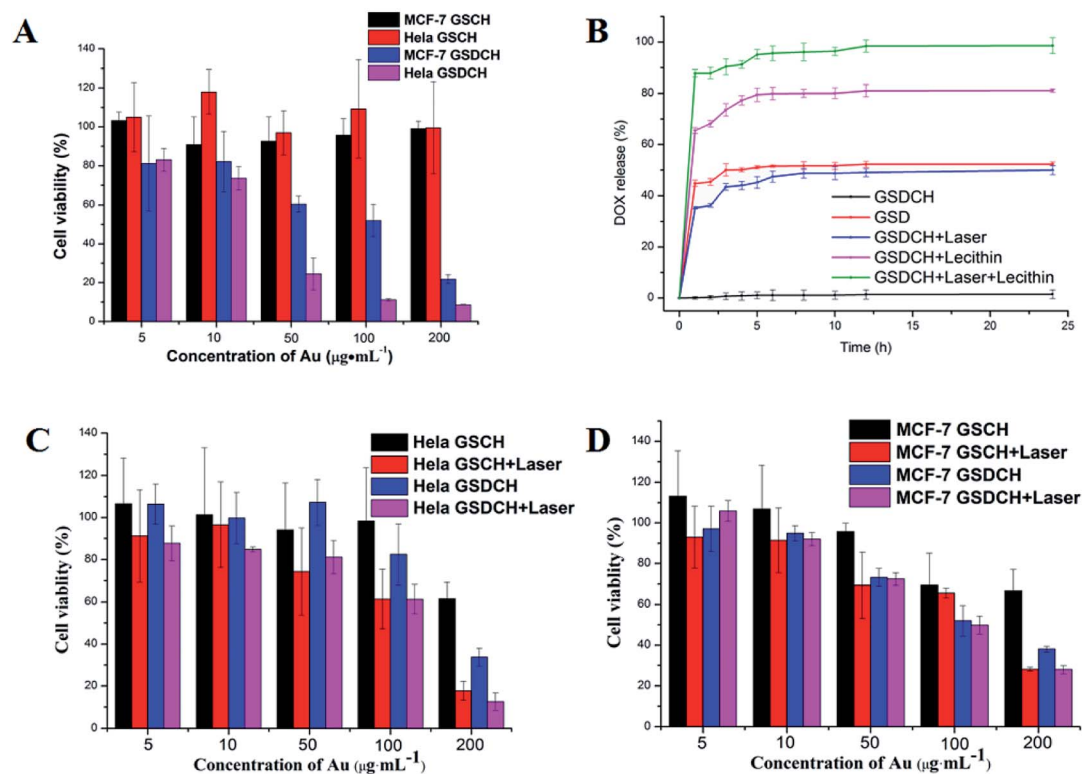 A
MCF-7 GSCH
Hela GSCH
MCF-7 GSDCH
Hela GSDCH
140
120
100
80
60
40
20
0
Cell viability (%)
5 10 50 100 200
Concentration of Au (μg•mL⁻¹)
B
100
80
60
40
20
0
DOX release (%)
GSDCH
GSD
GSDCH+Laser
GSDCH+Lecithin
GSDCH+Laser+Lecithin
0 5 10 15 20 25
Time (h)
C
Hela GSCH
Hela GSCH+Laser
Hela GSDCH
Hela GSDCH+Laser
140
120
100
80
60
40
20
0
Cell viablity (%)
5 10 50 100 200
Concentration of Au (μg·mL⁻¹)
D
MCF-7 GSCH
MCF-7 GSCH+Laser
MCF-7 GSDCH
MCF-7 GSDCH+Laser
140
120
100
80
60
40
20
0
Cell viablity (%)
5 10 50 100 200
Concentration of Au (μg·mL⁻¹)